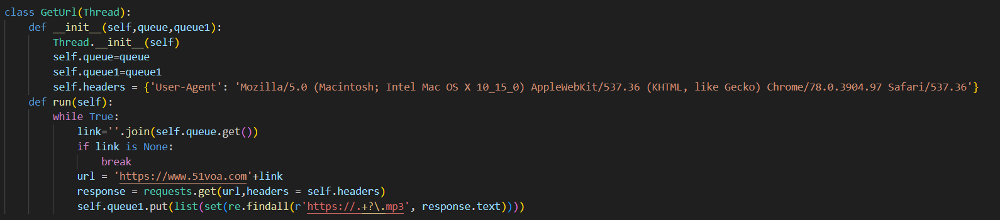 class GetUrl(Thread):
    def __init__(self,queue,queue1):
        Thread.__init__(self)
        self.queue=queue
        self.queue1=queue1
        self.headers = {'User-Agent': 'Mozilla/5.0 (Macintosh; Intel Mac OS X 10_15_0) AppleWebKit/537.36 (KHTML, like Gecko) Chrome/78.0.3904.97 Safari/537.36'}
    def run(self):
        while True:
            link=''.join(self.queue.get())
            if link is None:
                break
            url = 'https://www.51voa.com'+link
            response = requests.get(url,headers = self.headers)
            self.queue1.put(list(set(re.findall(r'https://.+?\.mp3', response.text))))